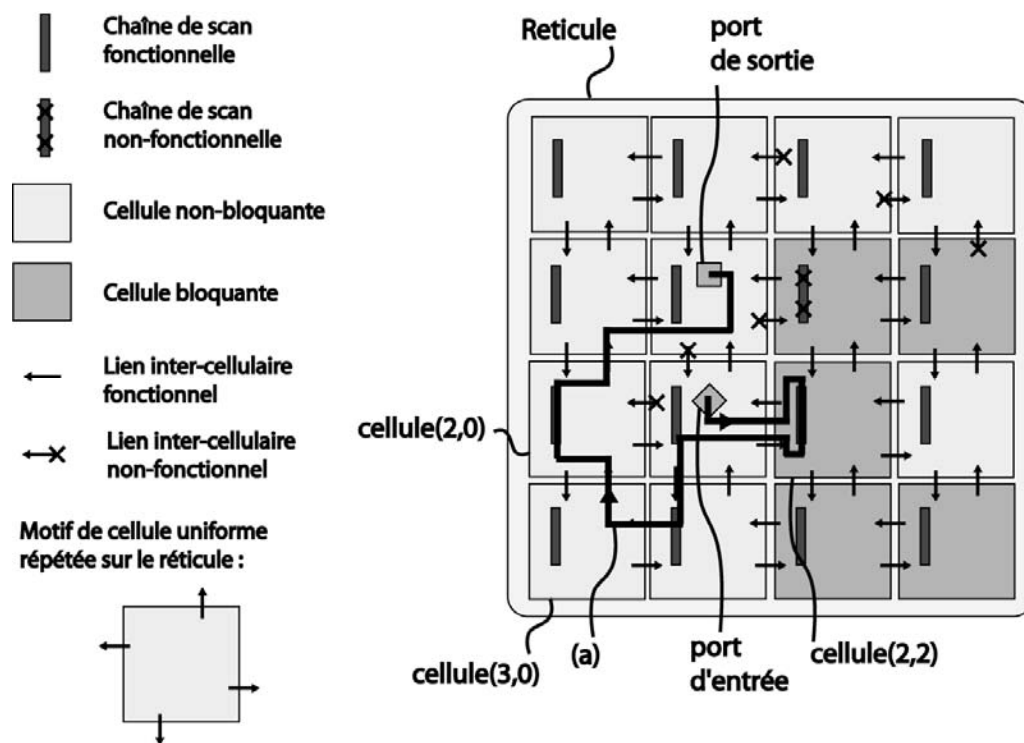 Chaîne de scan
fonctionnelle
Chaîne de scan
non-fonctionnelle
Cellule non-bloquante
Cellule bloquante
Lien inter-cellulaire
fonctionnel
Lien inter-cellulaire
non-fonctionnel
Motif de cellule uniforme
répétée sur le réticule :
Reticule
port
de sortie
cellule(2,0)
cellule(3,0)
(a)
port
d'entrée
cellule(2,2)